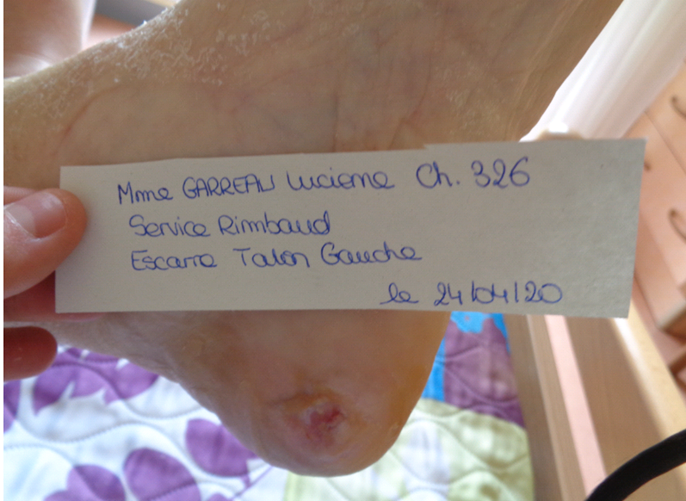 Mme GARREAU Lucienne Ch. 326
Service Rimbaud
Escarre Talon Gauche
le 24/04/20